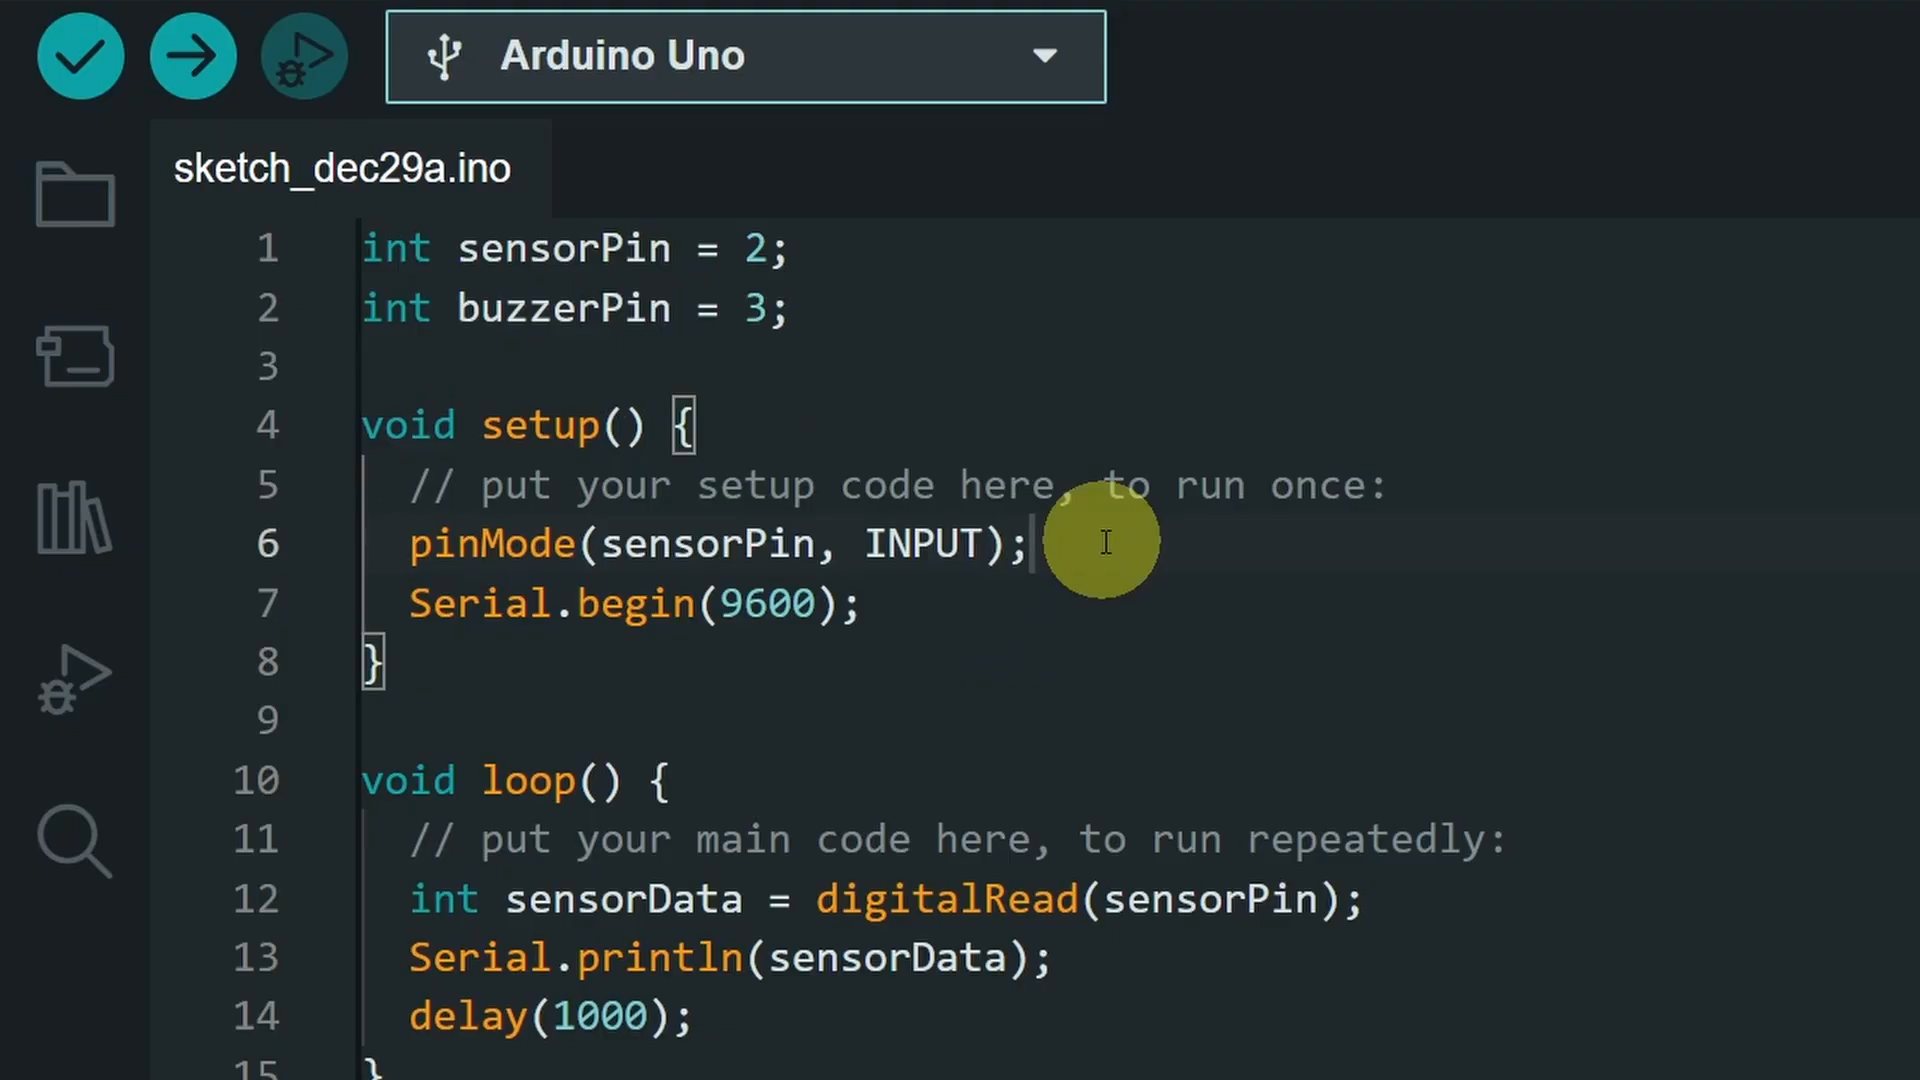 Arduino Uno
sketch_dec29a.ino
1 int sensorPin = 2;
2 int buzzerPin = 3;
3
4 void setup() {
5 // put your setup code here, to run once:
6 pinMode(sensorPin, INPUT);
7 Serial.begin(9600);
8 }
9
10 void loop() {
11 // put your main code here, to run repeatedly:
12 int sensorData = digitalRead(sensorPin);
13 Serial.println(sensorData);
14 delay(1000);
15 }